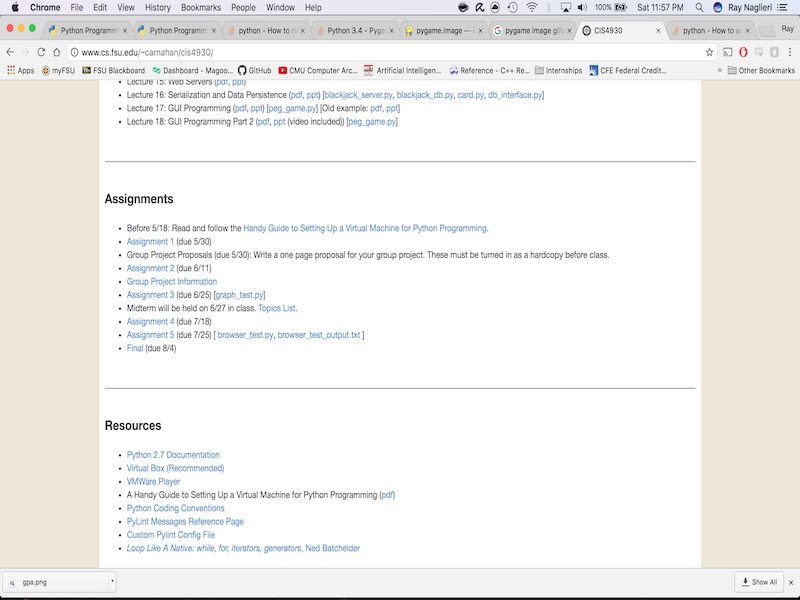 Chrome File Edit View History Bookmarks People Window Help 100% Sat 11:57 PM Ray Naglieri
Python Programm Python Programm python - How to ra Python 3.4 - Pyga pygame.image — pygame image gli CIS4930 python - How to ac Ray
www.cs.fsu.edu/~carnahan/cis4930/
Apps myFSU FSU Blackboard Dashboard - Magoo... GitHub CMU Computer Arc... Artificial Intelligen... Reference - C++ Re... Internships CFE Federal Credit... » Other Bookmarks
Lecture 15: Web Servers (pdf, ppt)
Lecture 16: Serialization and Data Persistence (pdf, ppt) [blackjack_server.py, blackjack_db.py, card.py, db_interface.py]
Lecture 17: GUI Programming (pdf, ppt) [peg_game.py] [Old example: pdf, ppt]
Lecture 18: GUI Programming Part 2 (pdf, ppt (video included)) [peg_game.py]
Assignments
Before 5/18: Read and follow the Handy Guide to Setting Up a Virtual Machine for Python Programming.
Assignment 1 (due 5/30)
Group Project Proposals (due 5/30): Write a one page proposal for your group project. These must be turned in as a hardcopy before class.
Assignment 2 (due 6/11)
Group Project Information
Assignment 3 (due 6/25) [graph_test.py]
Midterm will be held on 6/27 in class. Topics List.
Assignment 4 (due 7/18)
Assignment 5 (due 7/25) [ browser_test.py, browser_test_output.txt ]
Final (due 8/4)
Resources
Python 2.7 Documentation
Virtual Box (Recommended)
VMWare Player
A Handy Guide to Setting Up a Virtual Machine for Python Programming (pdf)
Python Coding Conventions
PyLint Messages Reference Page
Custom Pylint Config File
Loop Like A Native: while, for, iterators, generators, Ned Batchelder
gpa.png Show All